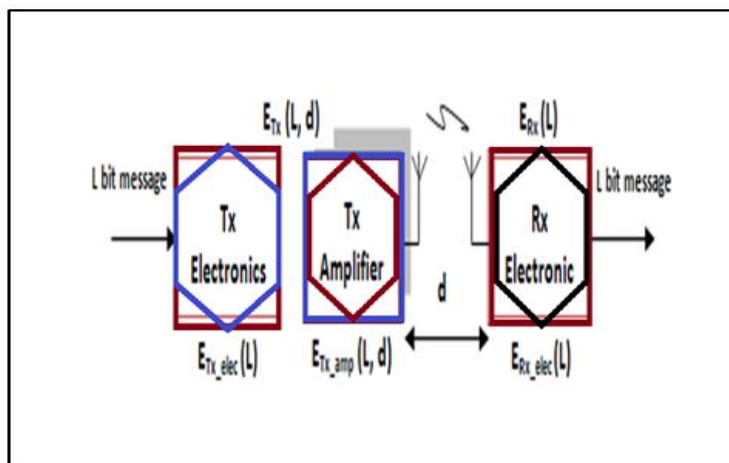 E_Tx (L, d)
E_Rx (L)
L bit message
Tx
Electronics
Tx
Amplifier
Rx
Electronic
L bit message
d
E_Tx_elec (L)
E_Tx_amp (L, d)
E_Rx_elec (L)